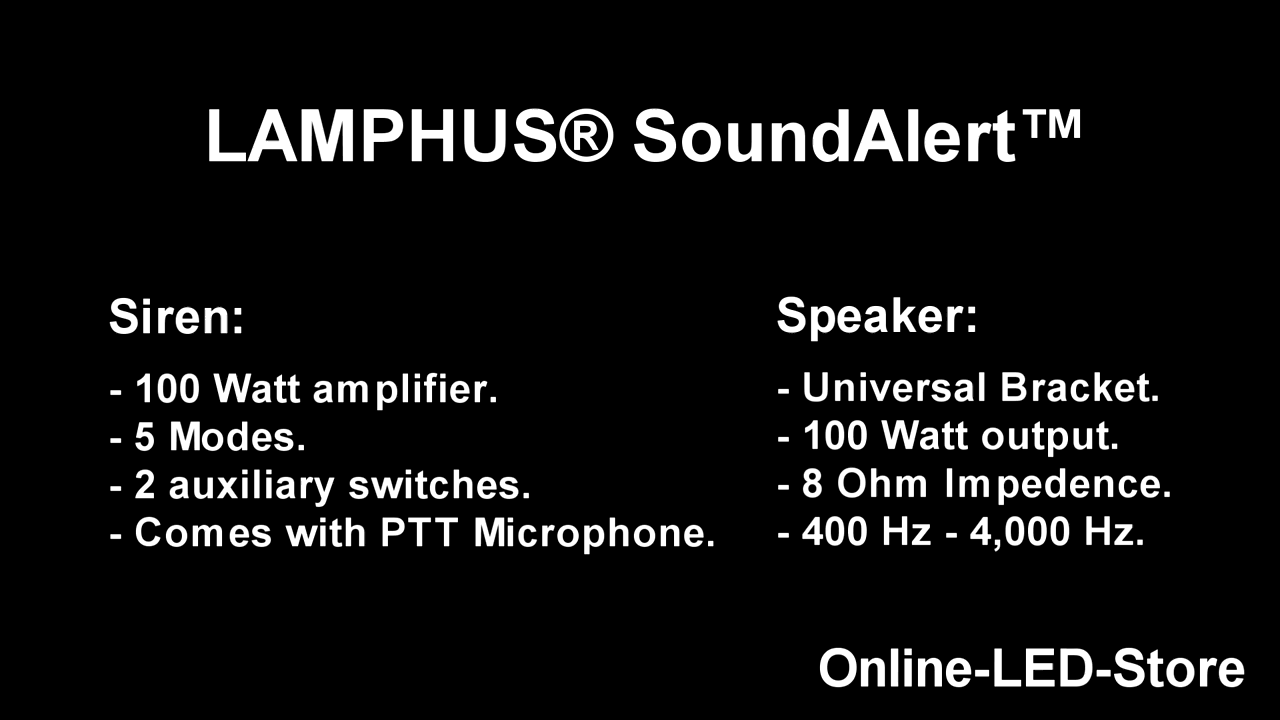 LAMPHUS® SoundAlert™
Siren:
- 100 Watt amplifier.
- 5 Modes.
- 2 auxiliary switches.
- Comes with PTT Microphone.
Speaker:
- Universal Bracket.
- 100 Watt output.
- 8 Ohm Impedence.
- 400 Hz - 4,000 Hz.
Online-LED-Store